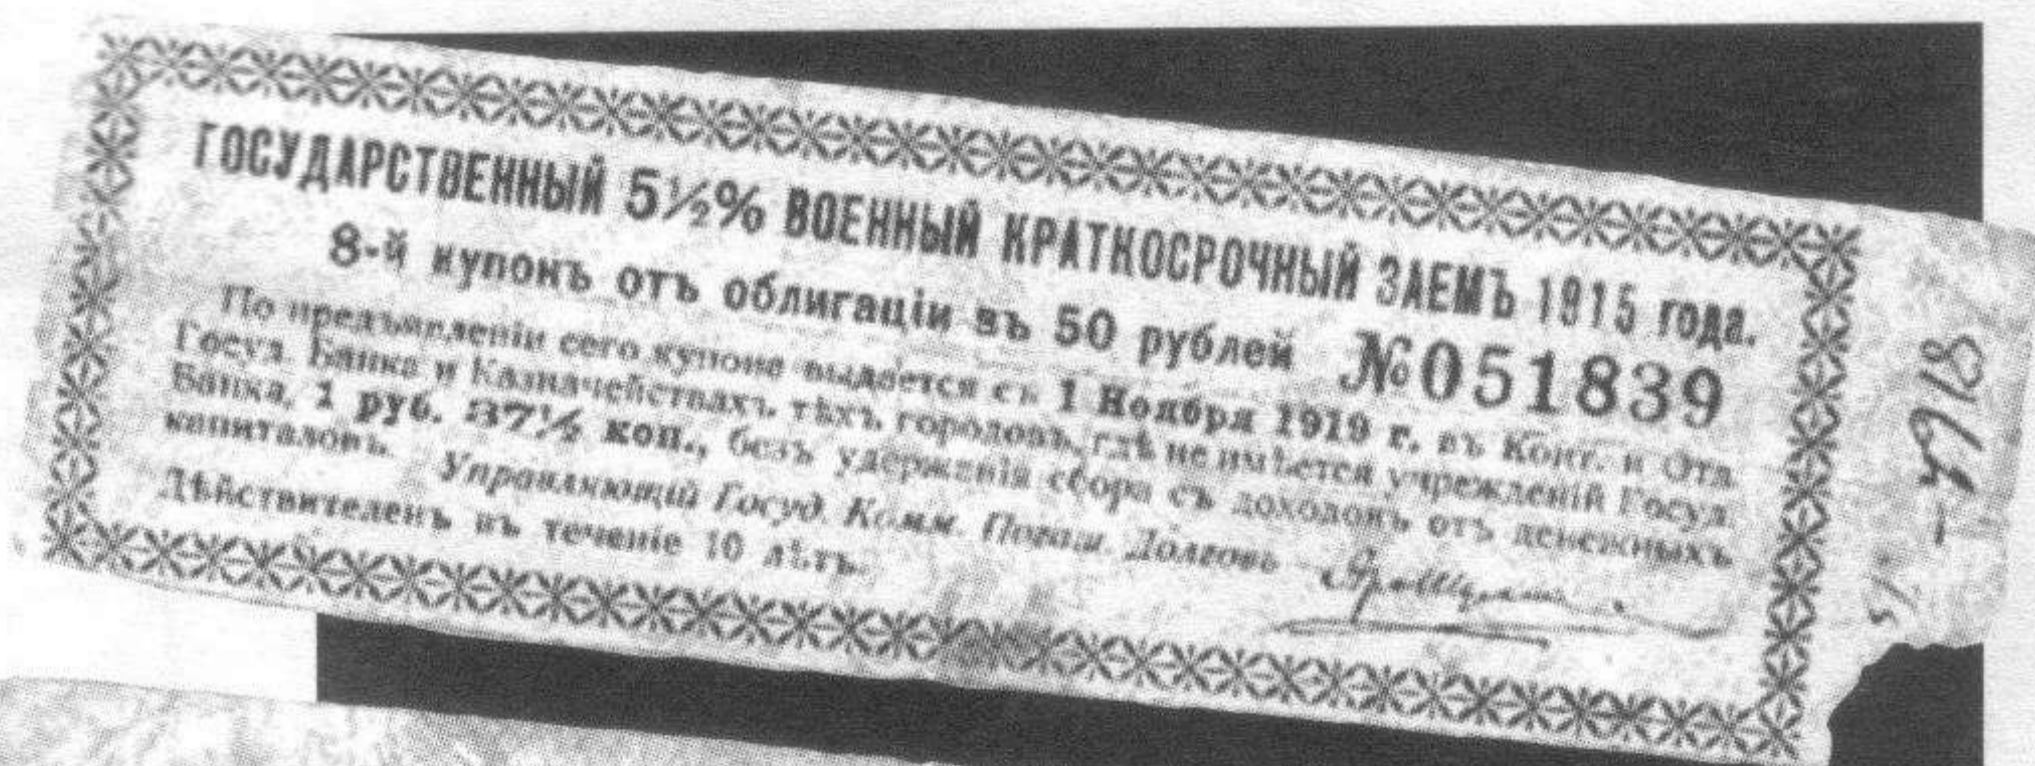 ГОСУДАРСТВЕННЫЙ 5½% ВОЕННЫЙ КРАТКОСРОЧНЫЙ ЗАЕМЪ 1915 года.
8-й купонъ отъ облигаціи въ 50 рублей №051839
По предъявленіи сего купона выдается съ 1 Ноября 1919 г. въ Конт. и Отд.
Госуд. Банка и Казначействахъ тѣхъ городовъ, гдѣ не имѣется учрежденій Госуд.
Банка, 1 руб. 37½ коп., безъ удержанія сбора съ доходовъ отъ денежныхъ
капиталовъ. Управляющій Госуд. Комм. Погаш. Долговъ
Дѣйствителенъ въ теченіе 10 лѣтъ.